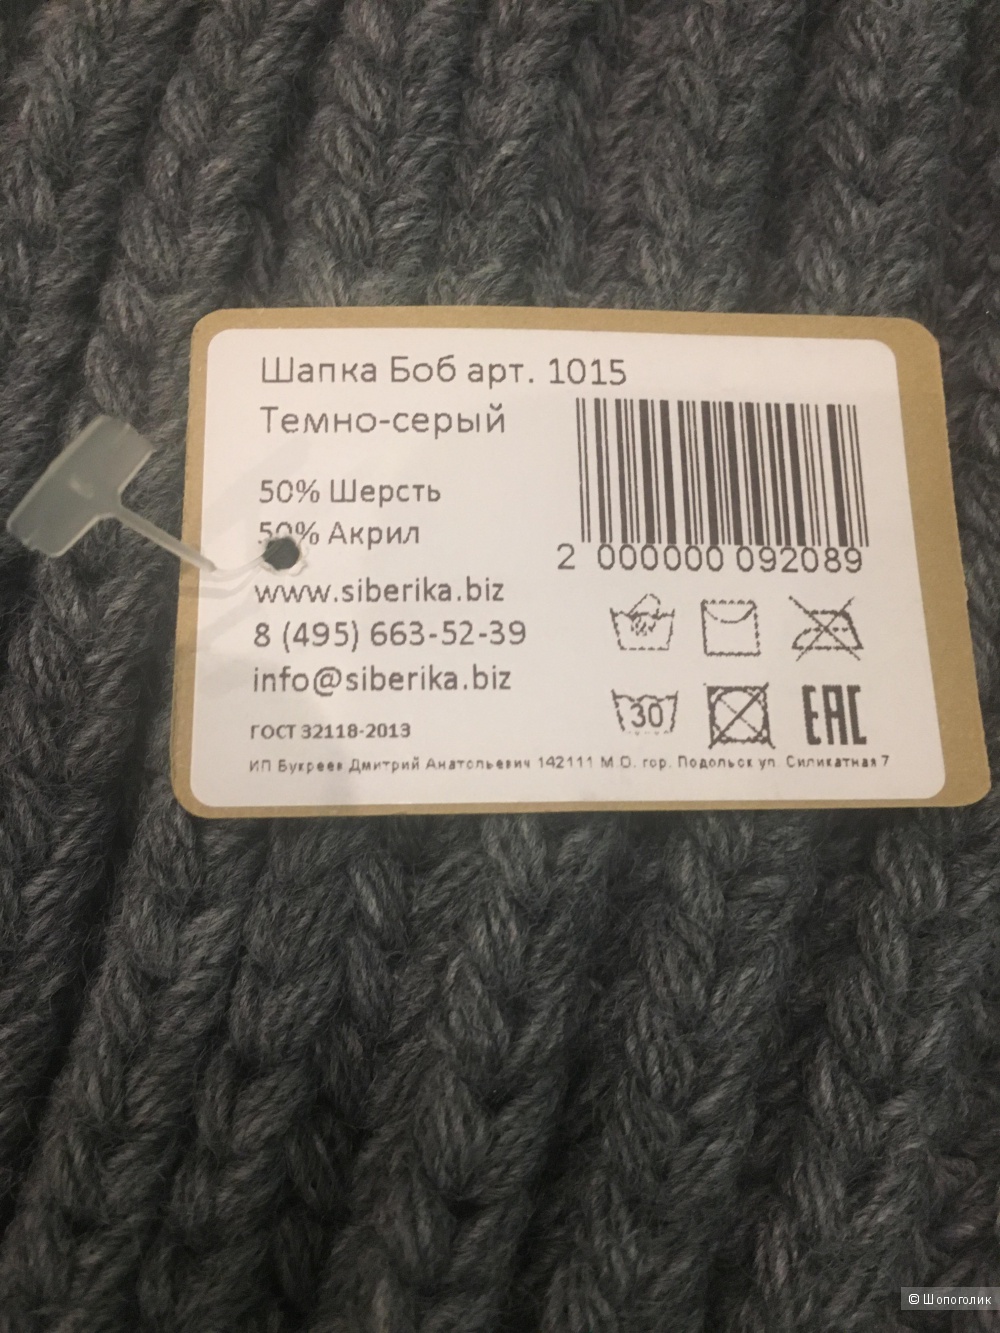 Шапка Боб арт. 1015
Темно-серый
50% Шерсть
50% Акрил
www.siberika.biz
8 (495) 663-52-39
info@siberika.biz
ГОСТ 32118-2013
2 000000 092089
30
EAC
ИП Букреев Дмитрий Анатольевич 142111 М.О. гор. Подольск ул. Силикатная 7
© Шопоголик